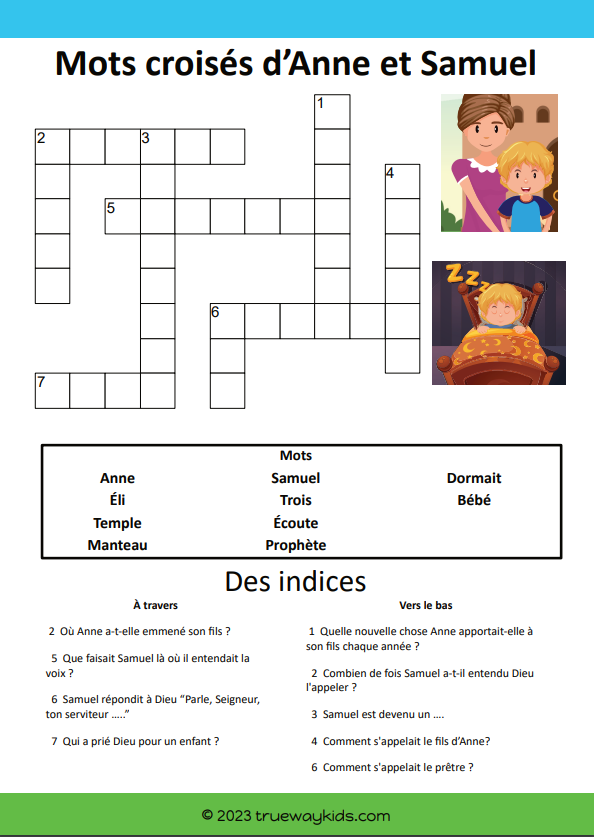 Mots croisés d’Anne et Samuel
1
2
3
4
5
6
7
Z Z Z
Mots
Anne Samuel Dormait
Éli Trois Bébé
Temple Écoute
Manteau Prophète
Des indices
À travers
2 Où Anne a-t-elle emmené son fils ?
5 Que faisait Samuel là où il entendait la
voix ?
6 Samuel répondit à Dieu “Parle, Seigneur,
ton serviteur .....”
7 Qui a prié Dieu pour un enfant ?
Vers le bas
1 Quelle nouvelle chose Anne apportait-elle à
son fils chaque année ?
2 Combien de fois Samuel a-t-il entendu Dieu
l'appeler ?
3 Samuel est devenu un ....
4 Comment s'appelait le fils d’Anne?
6 Comment s'appelait le prêtre ?
© 2023 truewaykids.com